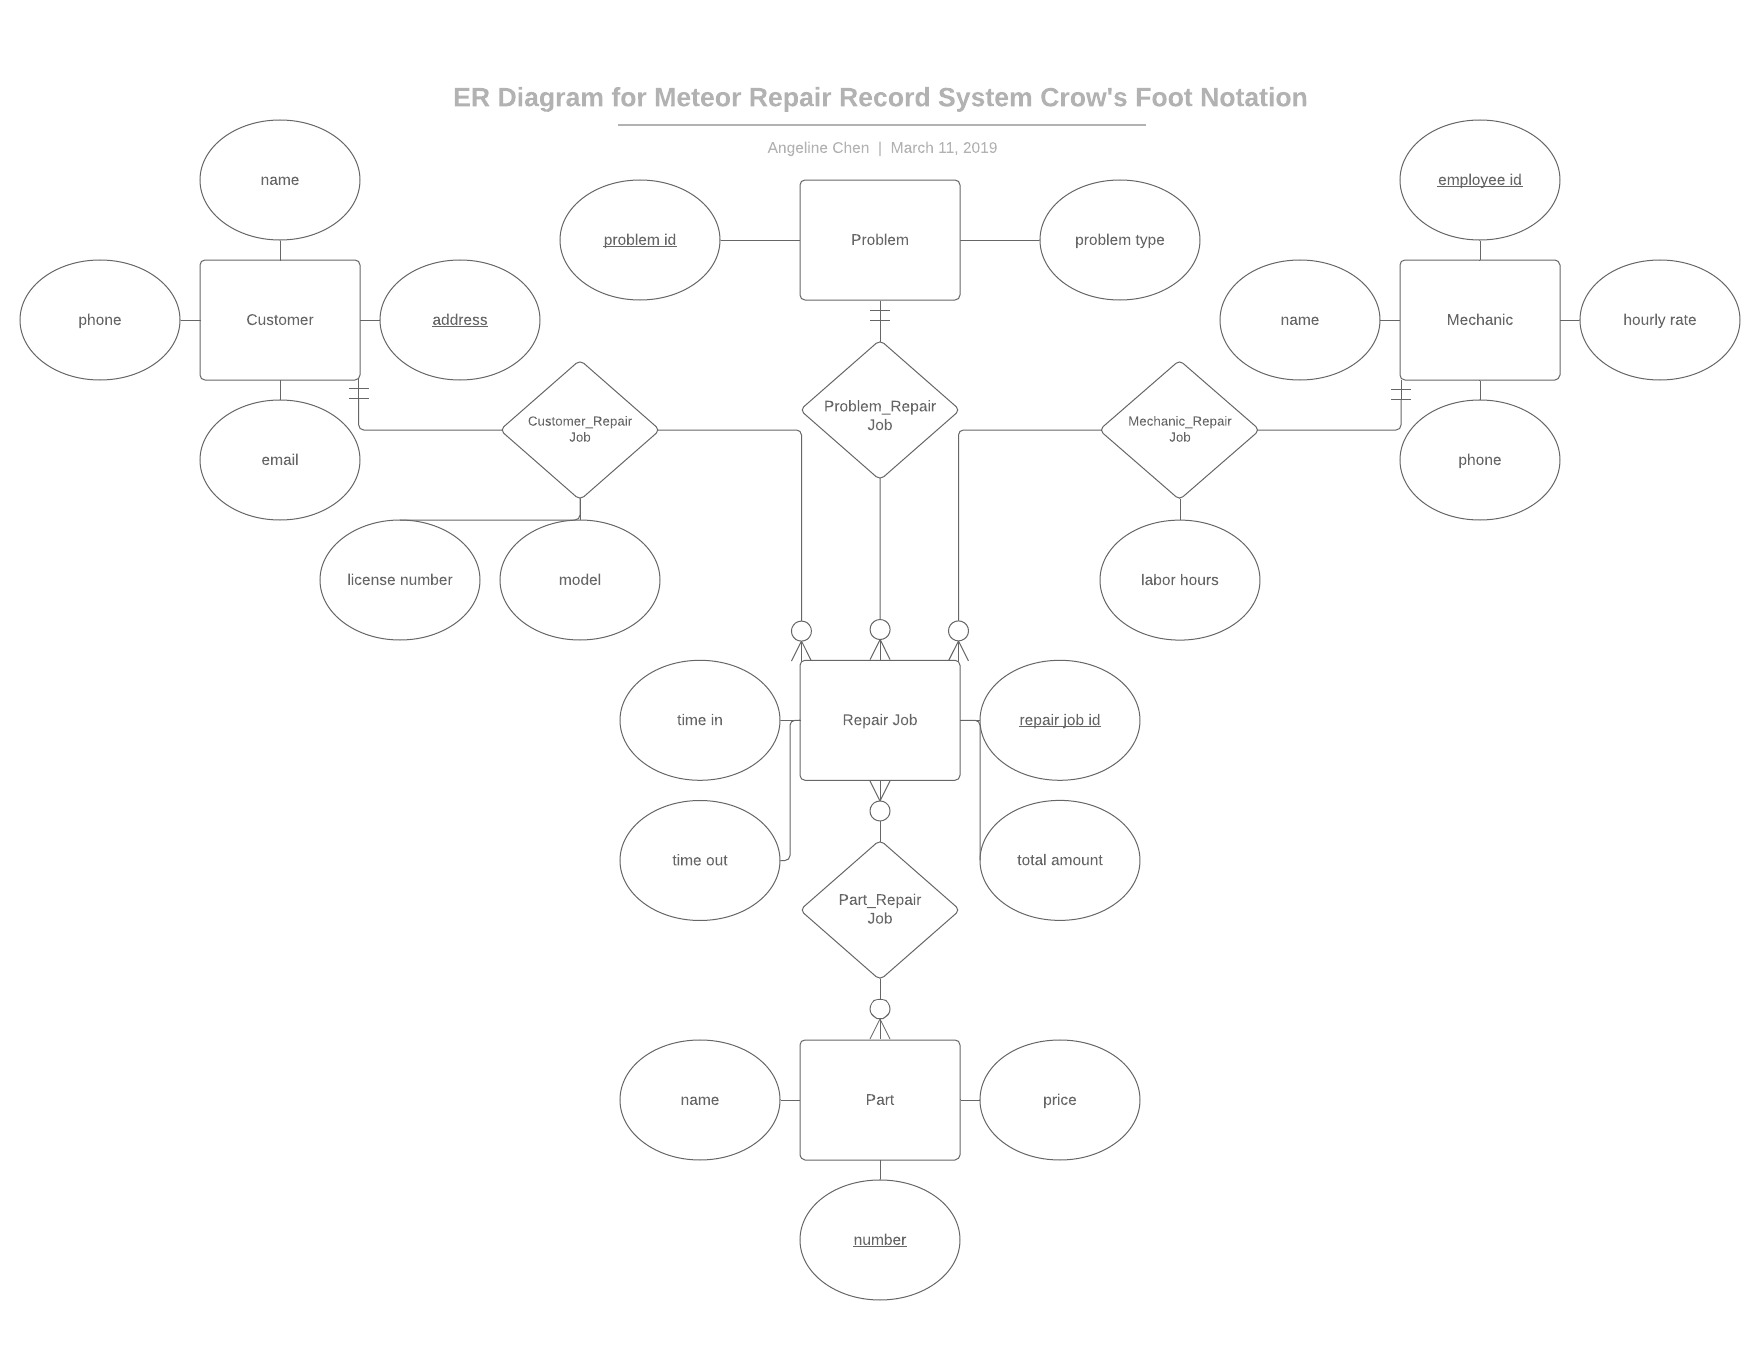 ER Diagram for Meteor Repair Record System Crow's Foot Notation
Angeline Chen | March 11, 2019
name
phone
Customer
address
email
problem id
Problem
problem type
employee id
name
Mechanic
hourly rate
phone
Customer_Repair
Job
Problem_Repair
Job
Mechanic_Repair
Job
license number
model
labor hours
time in
Repair Job
repair job id
time out
total amount
Part_Repair
Job
name
Part
price
number